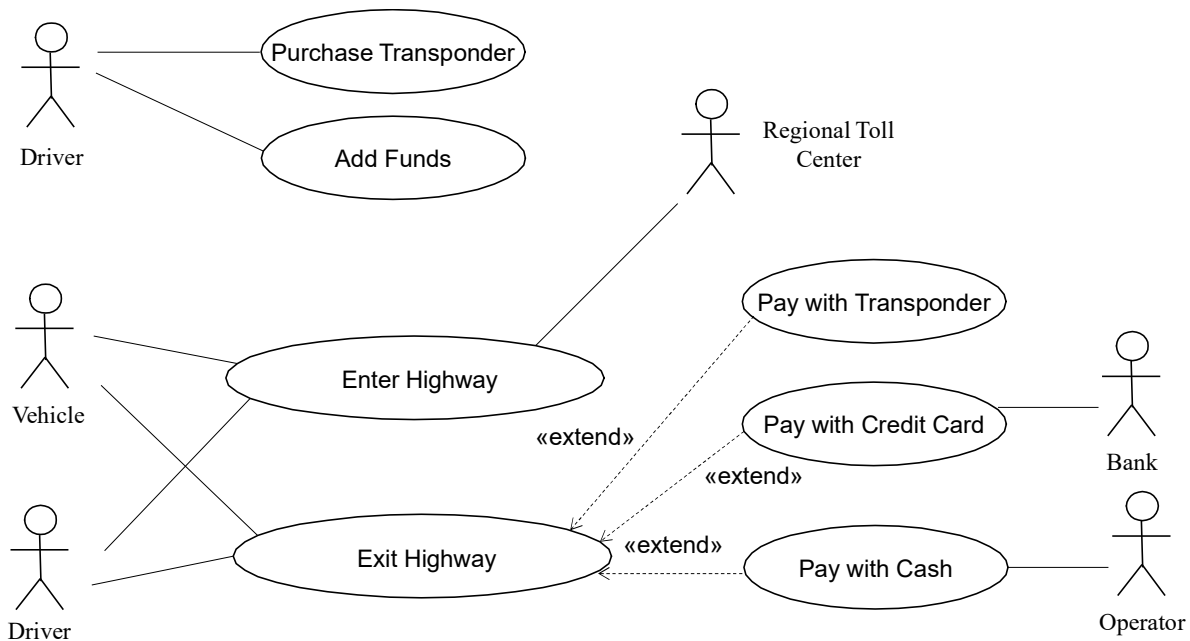 Purchase Transponder
Driver
Add Funds
Regional Toll
Center
Pay with Transponder
Vehicle
Enter Highway
Pay with Credit Card
«extend»
Bank
«extend»
Exit Highway
«extend»
Pay with Cash
Driver
Operator